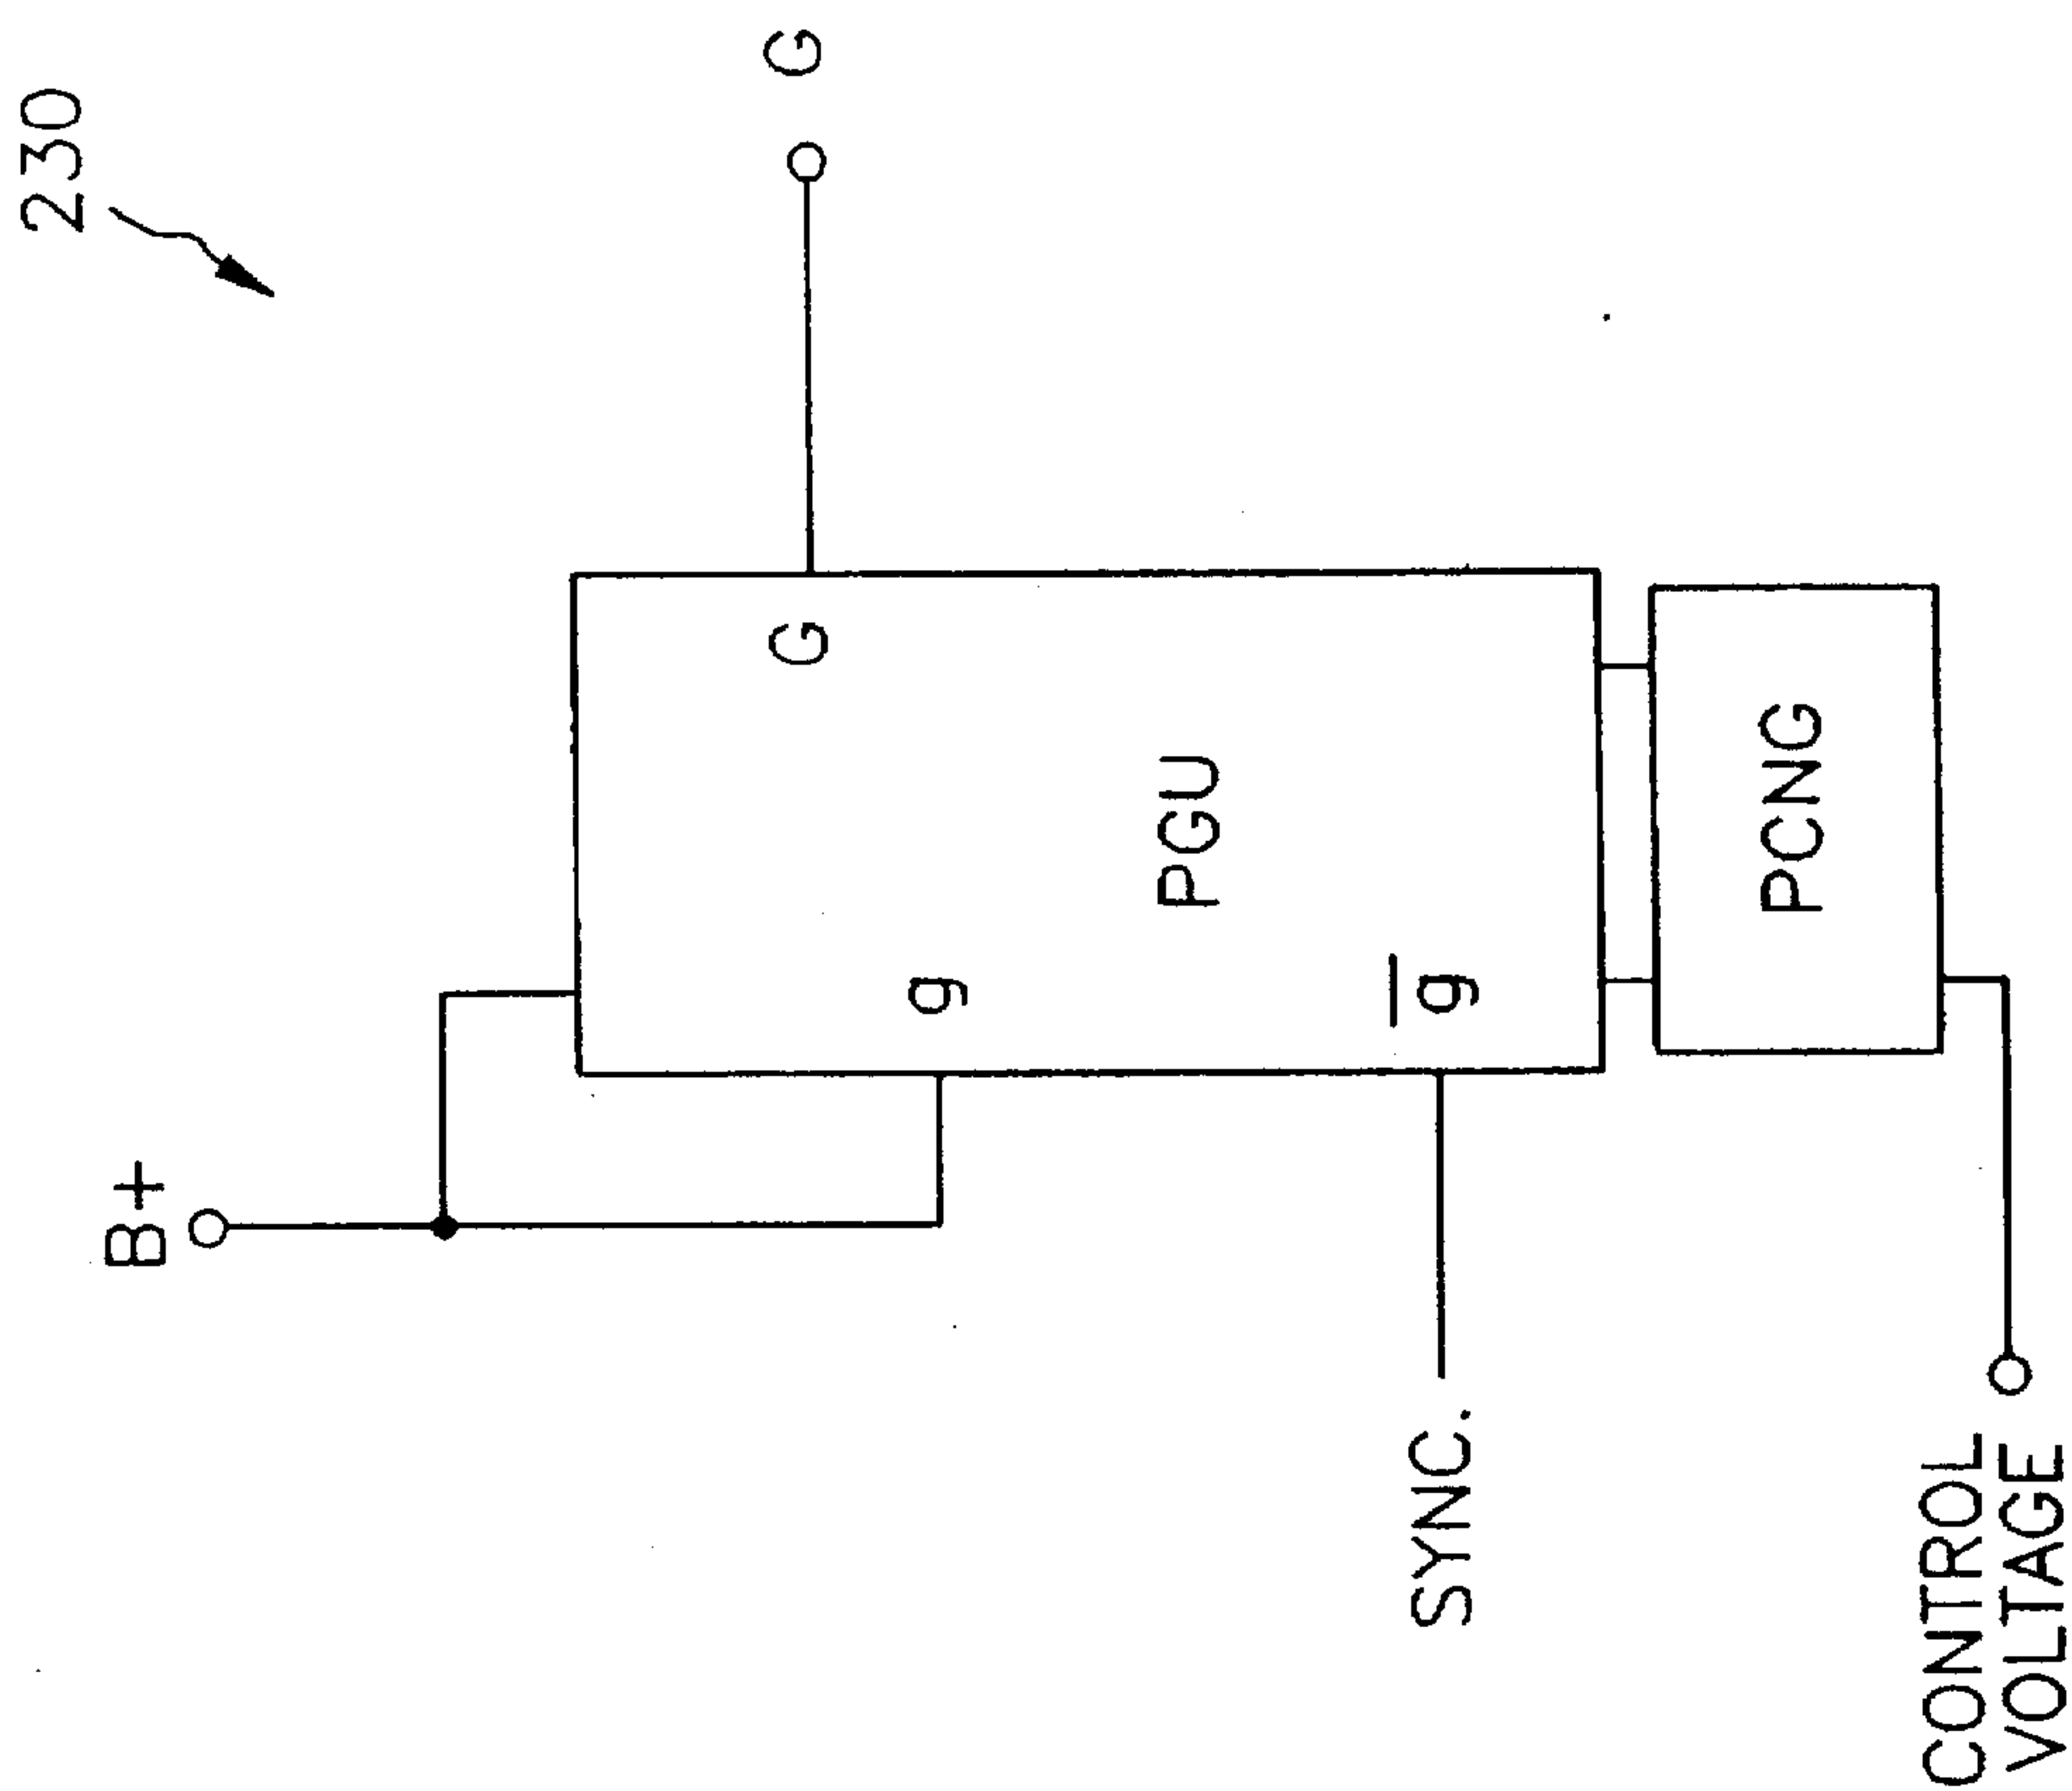 230
B+
G
G
g
PGU
g̅
SYNC.
PCNG
CONTROL
VOLTAGE